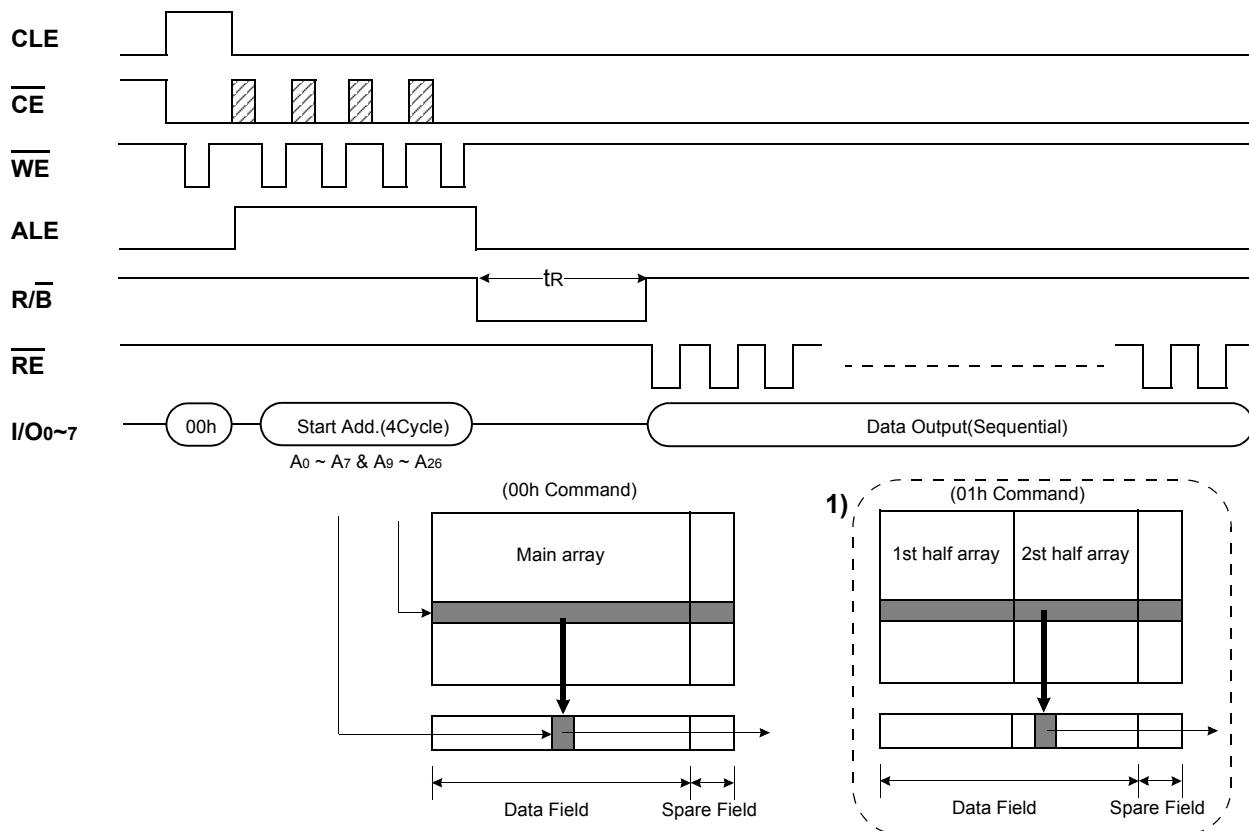 CLE
CE
WE
ALE
R/B
tR
RE
I/O0~7
00h
Start Add.(4Cycle)
Data Output(Sequential)
A0 ~ A7 & A9 ~ A26
(00h Command)
1)
(01h Command)
Main array
1st half array
2st half array
Data Field
Spare Field
Data Field
Spare Field